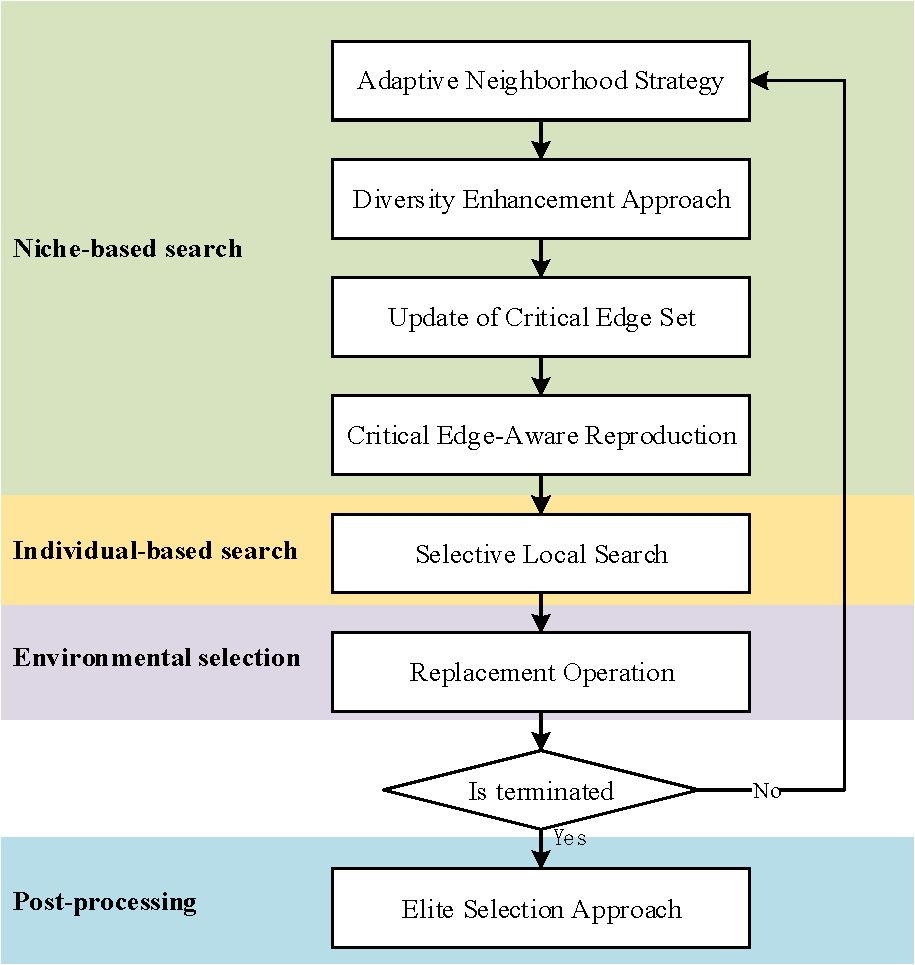 Adaptive Neighborhood Strategy
Diversity Enhancement Approach
Niche-based search
Update of Critical Edge Set
Critical Edge-Aware Reproduction
Individual-based search
Selective Local Search
Environmental selection
Replacement Operation
Is terminated
No
Yes
Post-processing
Elite Selection Approach